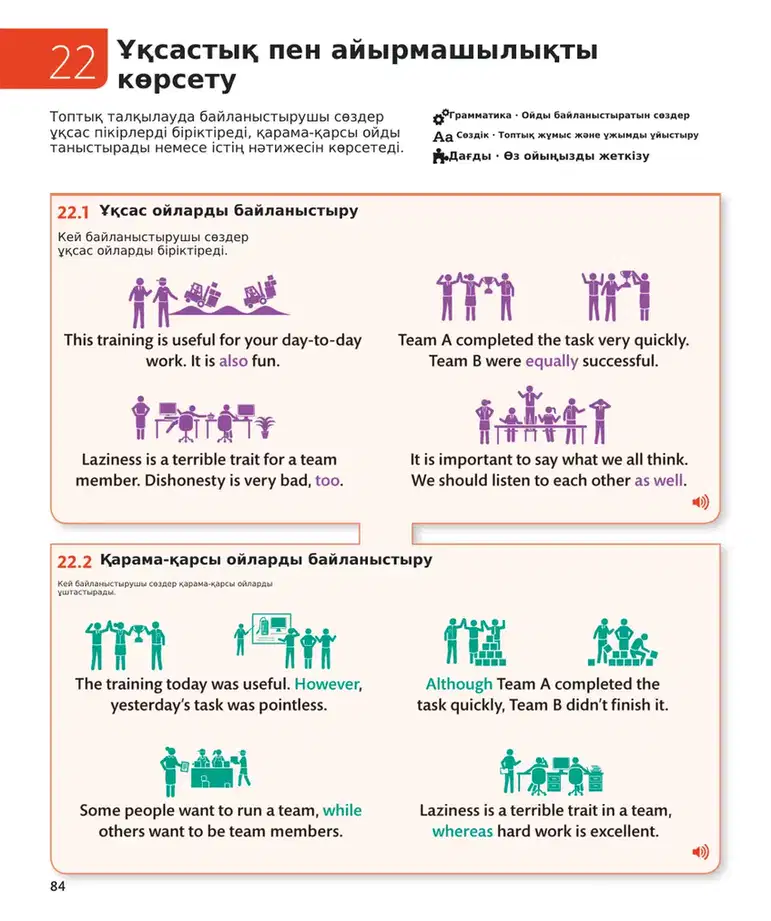 22
Ұқсастық пен айырмашылықты
көрсету
Топтық талқылауда байланыстырушы сөздер
ұқсас пікірлерді біріктіреді, қарама-қарсы ойды
таныстырады немесе істің нәтижесін көрсетеді.
Грамматика · Ойды байланыстыратын сөздер
Aa Сөздік · Топтық жұмыс және ұжымды ұйыстыру
Дағды · Өз ойыңызды жеткізу
22.1 Ұқсас ойларды байланыстыру
Кей байланыстырушы сөздер
ұқсас ойларды біріктіреді.
This training is useful for your day-to-day
work. It is also fun.
Team A completed the task very quickly.
Team B were equally successful.
Laziness is a terrible trait for a team
member. Dishonesty is very bad, too.
It is important to say what we all think.
We should listen to each other as well.
22.2 Қарама-қарсы ойларды байланыстыру
Кей байланыстырушы сөздер қарама-қарсы ойларды
ұштастырады.
The training today was useful. However,
yesterday's task was pointless.
Although Team A completed the
task quickly, Team B didn't finish it.
Some people want to run a team, while
others want to be team members.
Laziness is a terrible trait in a team,
whereas hard work is excellent.
84